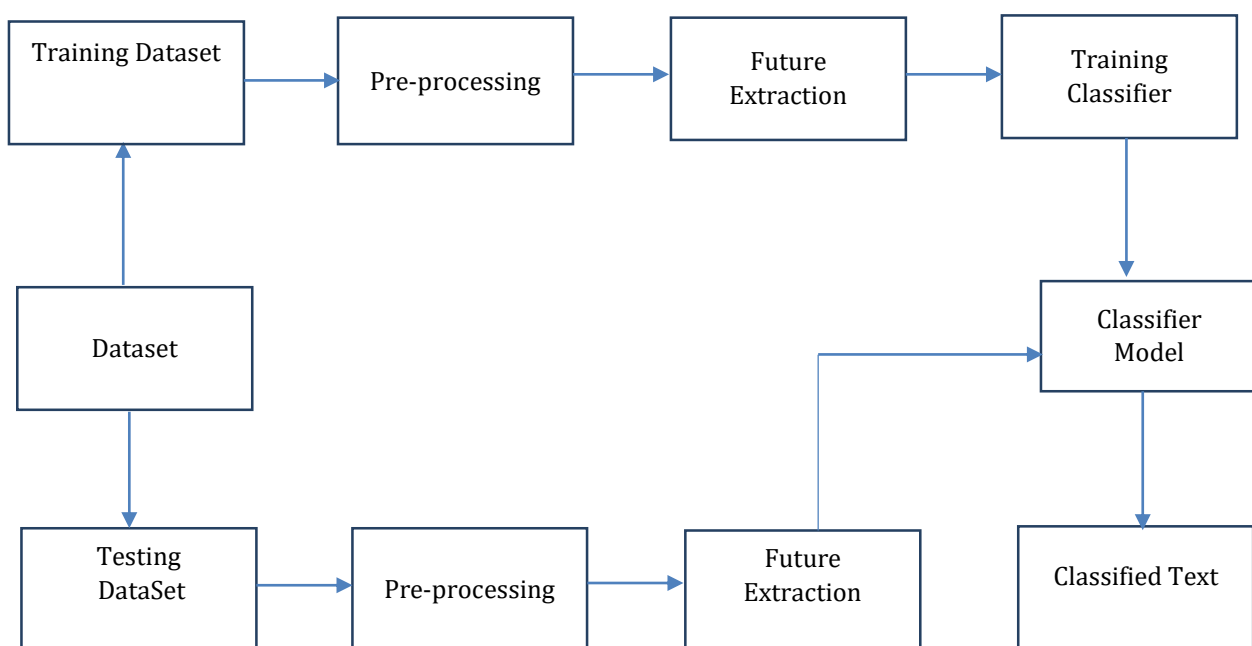 Training Dataset
Pre-processing
Future
Extraction
Training
Classifier
Dataset
Classifier
Model
Testing
DataSet
Pre-processing
Future
Extraction
Classified Text